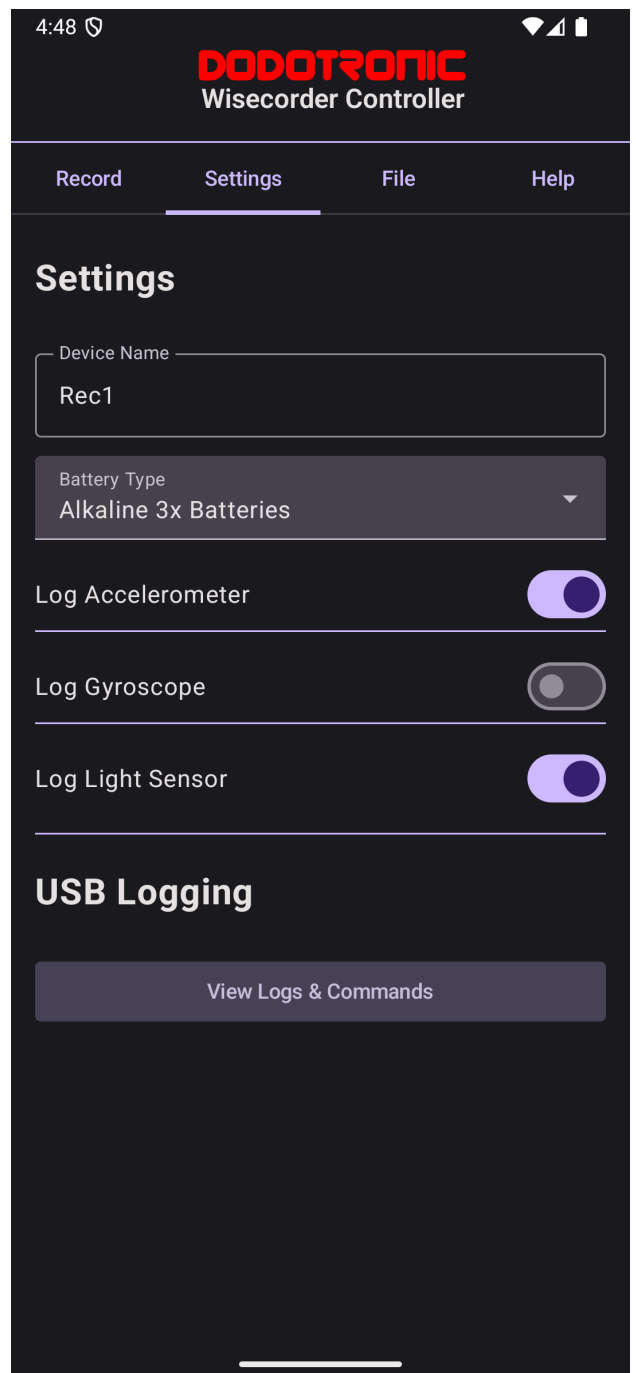 4:48
DODOTRONIC
Wisecorder Controller
Record Settings File Help
Settings
Device Name
Rec1
Battery Type
Alkaline 3x Batteries
Log Accelerometer
Log Gyroscope
Log Light Sensor
USB Logging
View Logs & Commands